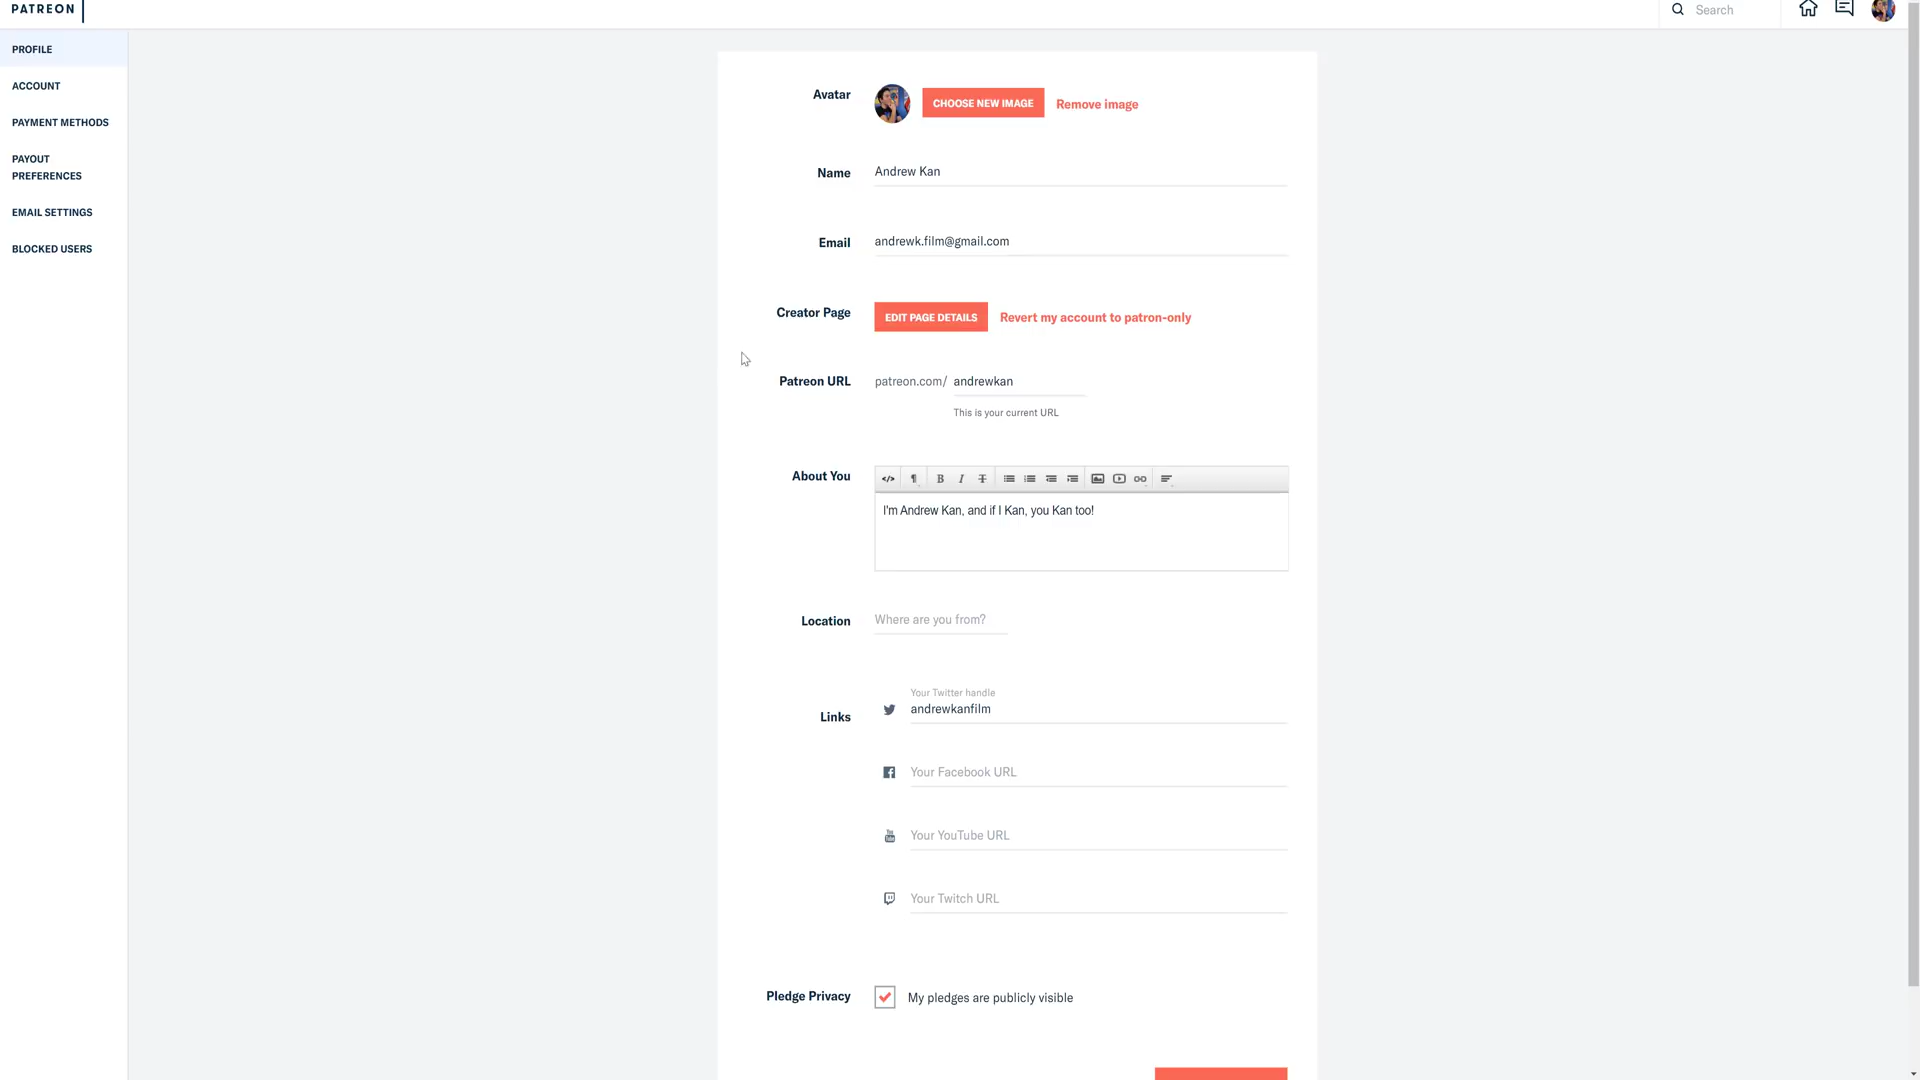 PATREON
Search
PROFILE
ACCOUNT
PAYMENT METHODS
PAYOUT
PREFERENCES
EMAIL SETTINGS
BLOCKED USERS
Avatar
CHOOSE NEW IMAGE
Remove image
Name
Andrew Kan
Email
andrewk.film@gmail.com
Creator Page
EDIT PAGE DETAILS
Revert my account to patron-only
Patreon URL
patreon.com/ andrewkan
This is your current URL
About You
I'm Andrew Kan, and if I Kan, you Kan too!
Location
Where are you from?
Links
Your Twitter handle
andrewkanfilm
Your Facebook URL
Your YouTube URL
Your Twitch URL
Pledge Privacy
My pledges are publicly visible